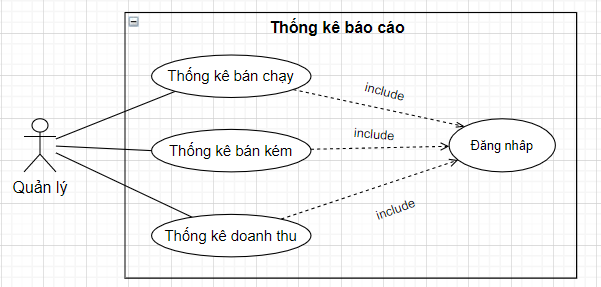 Thống kê báo cáo
Thống kê bán chạy
include
Thống kê bán kém
include
Đăng nhâp
Quản lý
include
Thống kê doanh thu